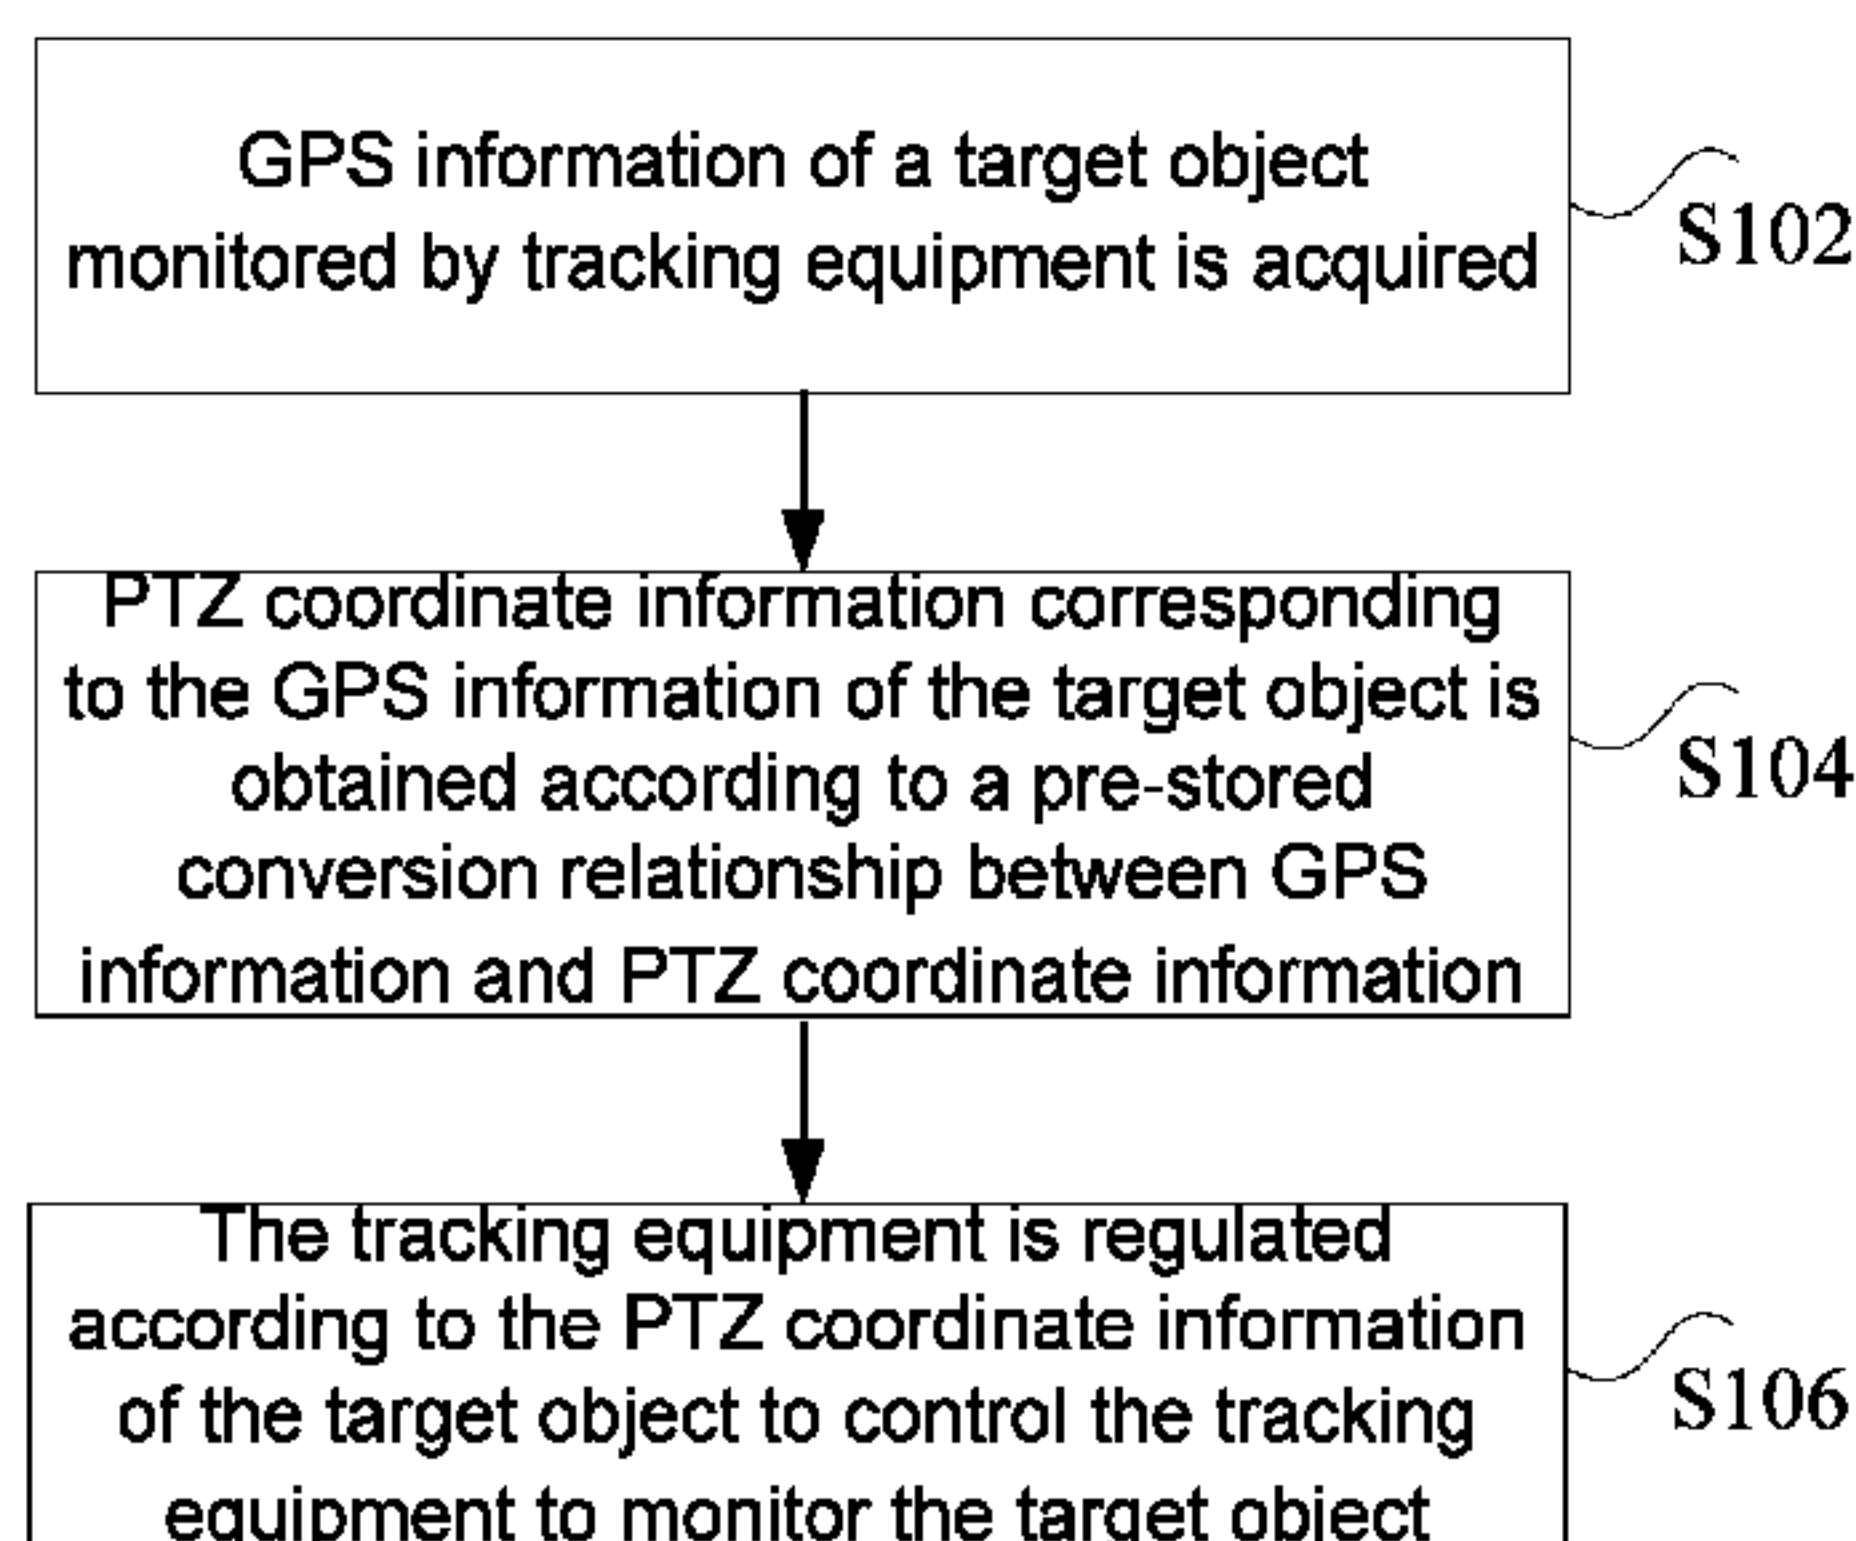 GPS information of a target object
monitored by tracking equipment is acquired
S102
PTZ coordinate information corresponding
to the GPS information of the target object is
obtained according to a pre-stored
conversion relationship between GPS
information and PTZ coordinate information
S104
The tracking equipment is regulated
according to the PTZ coordinate information
of the target object to control the tracking
equipment to monitor the target object
S106